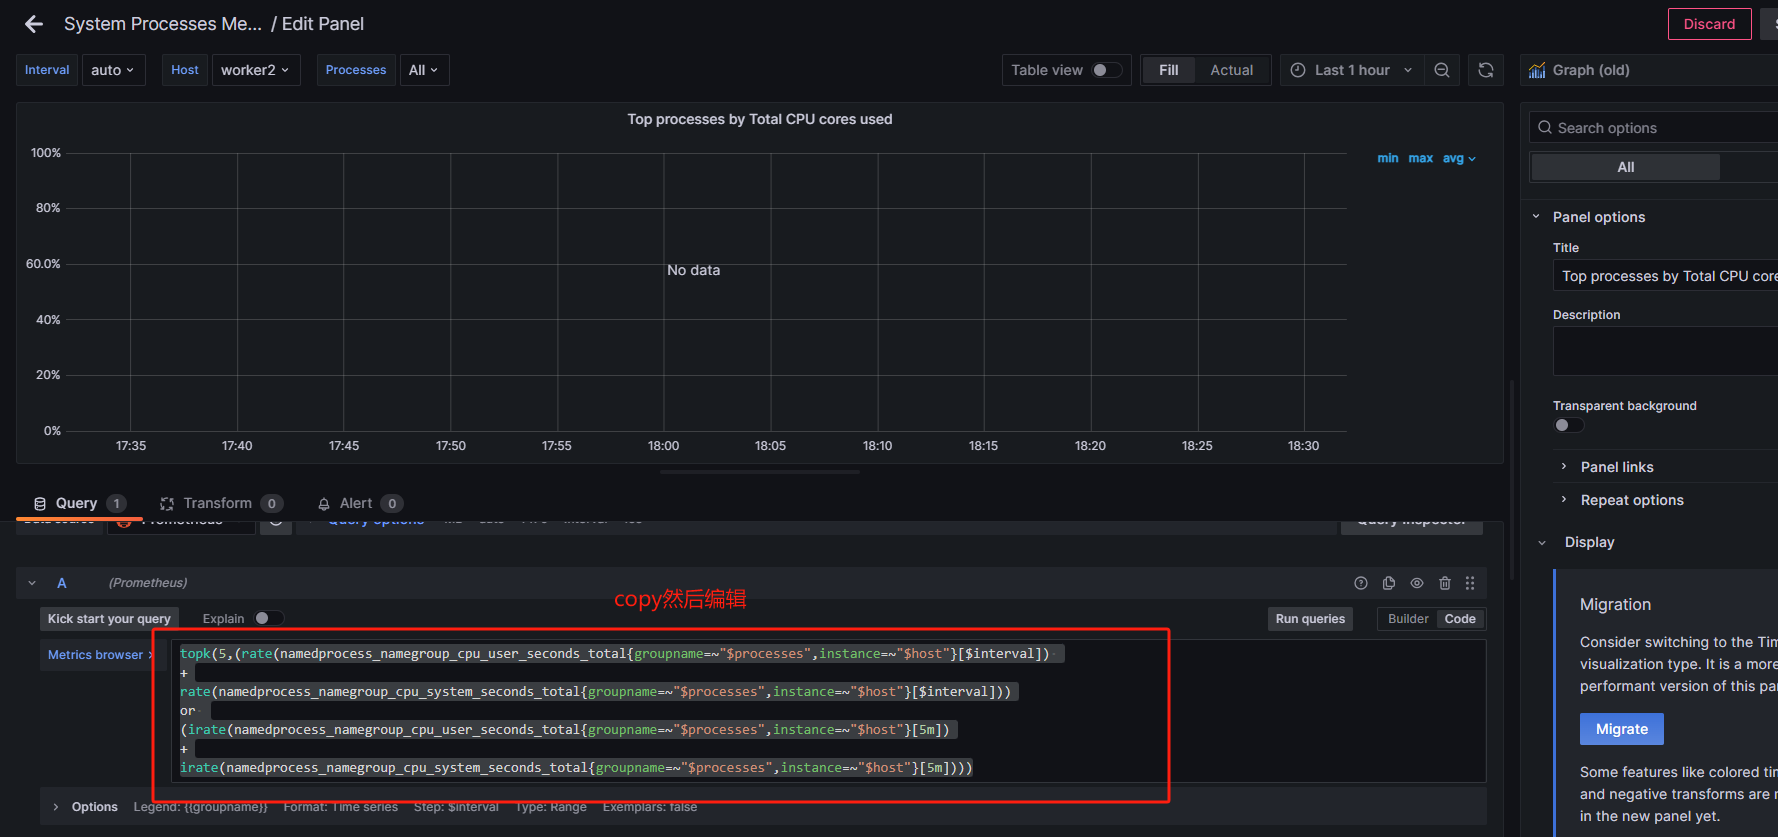 System Processes Me... / Edit Panel
Discard
Interval auto Host worker2 Processes All
Table view Fill Actual Last 1 hour Graph (old)
Top processes by Total CPU cores used
min max avg
100%
80%
60.0%
40%
20%
0%
No data
17:35 17:40 17:45 17:50 17:55 18:00 18:05 18:10 18:15 18:20 18:25 18:30
Query 1 Transform 0 Alert 0
Data source Prometheus Query options Query inspector
A (Prometheus)
copy然后编辑
Kick start your query Explain Run queries Builder Code
Metrics browser
topk(5,(rate(namedprocess_namegroup_cpu_user_seconds_total{groupname=~"$processes",instance=~"$host"}[$interval])
+
rate(namedprocess_namegroup_cpu_system_seconds_total{groupname=~"$processes",instance=~"$host"}[$interval]))
or
(irate(namedprocess_namegroup_cpu_user_seconds_total{groupname=~"$processes",instance=~"$host"}[5m])
+
irate(namedprocess_namegroup_cpu_system_seconds_total{groupname=~"$processes",instance=~"$host"}[5m])))
Options Legend: {{groupname}} Format: Time series Step: $interval Type: Range Exemplars: false
Search options
All
Panel options
Title
Top processes by Total CPU core
Description
Transparent background
Panel links
Repeat options
Display
Migration
Consider switching to the Tim
visualization type. It is a more
performant version of this pa
Migrate
Some features like colored tim
and negative transforms are n
in the new panel yet.